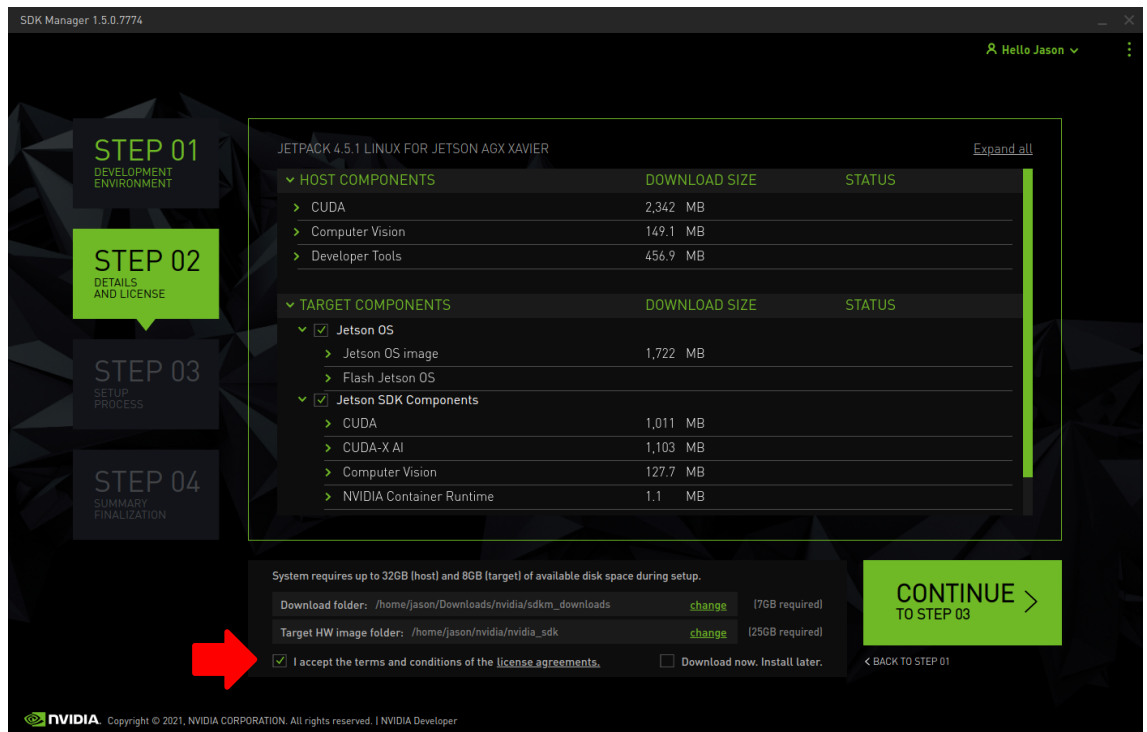 SDK Manager 1.5.0.7774
Hello Jason
STEP 01
DEVELOPMENT
ENVIRONMENT
STEP 02
DETAILS
AND LICENSE
STEP 03
SETUP
PROCESS
STEP 04
SUMMARY
FINALIZATION
JETPACK 4.5.1 LINUX FOR JETSON AGX XAVIER Expand all
HOST COMPONENTS DOWNLOAD SIZE STATUS
CUDA 2,342 MB
Computer Vision 149.1 MB
Developer Tools 456.9 MB
TARGET COMPONENTS DOWNLOAD SIZE STATUS
Jetson OS
Jetson OS image 1,722 MB
Flash Jetson OS
Jetson SDK Components
CUDA 1,011 MB
CUDA-X AI 1,103 MB
Computer Vision 127.7 MB
NVIDIA Container Runtime 1.1 MB
System requires up to 32GB (host) and 8GB (target) of available disk space during setup.
Download folder: /home/jason/Downloads/nvidia/sdkm_downloads change (7GB required)
Target HW image folder: /home/jason/nvidia/nvidia_sdk change (25GB required)
I accept the terms and conditions of the license agreements. Download now. Install later.
CONTINUE
TO STEP 03
< BACK TO STEP 01
NVIDIA. Copyright © 2021, NVIDIA CORPORATION. All rights reserved. | NVIDIA Developer